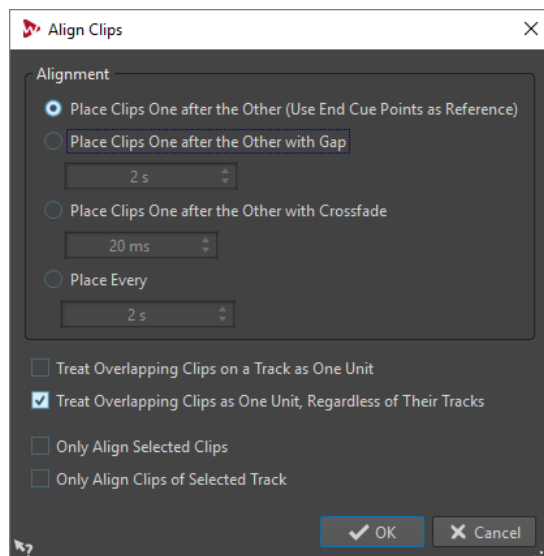 Align Clips
Alignment
Place Clips One after the Other (Use End Cue Points as Reference)
Place Clips One after the Other with Gap
2 s
Place Clips One after the Other with Crossfade
20 ms
Place Every
2 s
Treat Overlapping Clips on a Track as One Unit
Treat Overlapping Clips as One Unit, Regardless of Their Tracks
Only Align Selected Clips
Only Align Clips of Selected Track
OK
Cancel
?